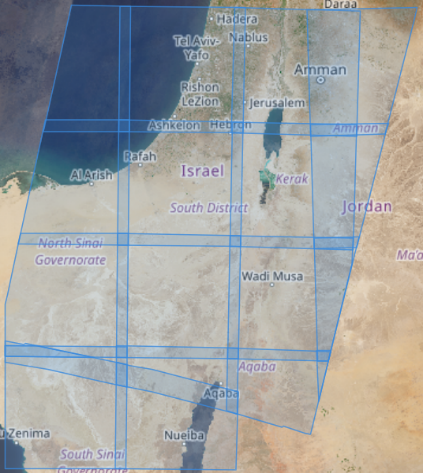 Daraa
Hadera
Tel Aviv-
Yafo
Nablus
Amman
Rishon
LeZion
Jerusalem
Ashkelon
Hebron
Amman
Rafah
Al Arish
Israel
Kerak
South District
Jordan
North Sinai
Governorate
Ma'a
Wadi Musa
Aqaba
Aqaba
u Zenima
Nueiba
South Sinai
Governorate